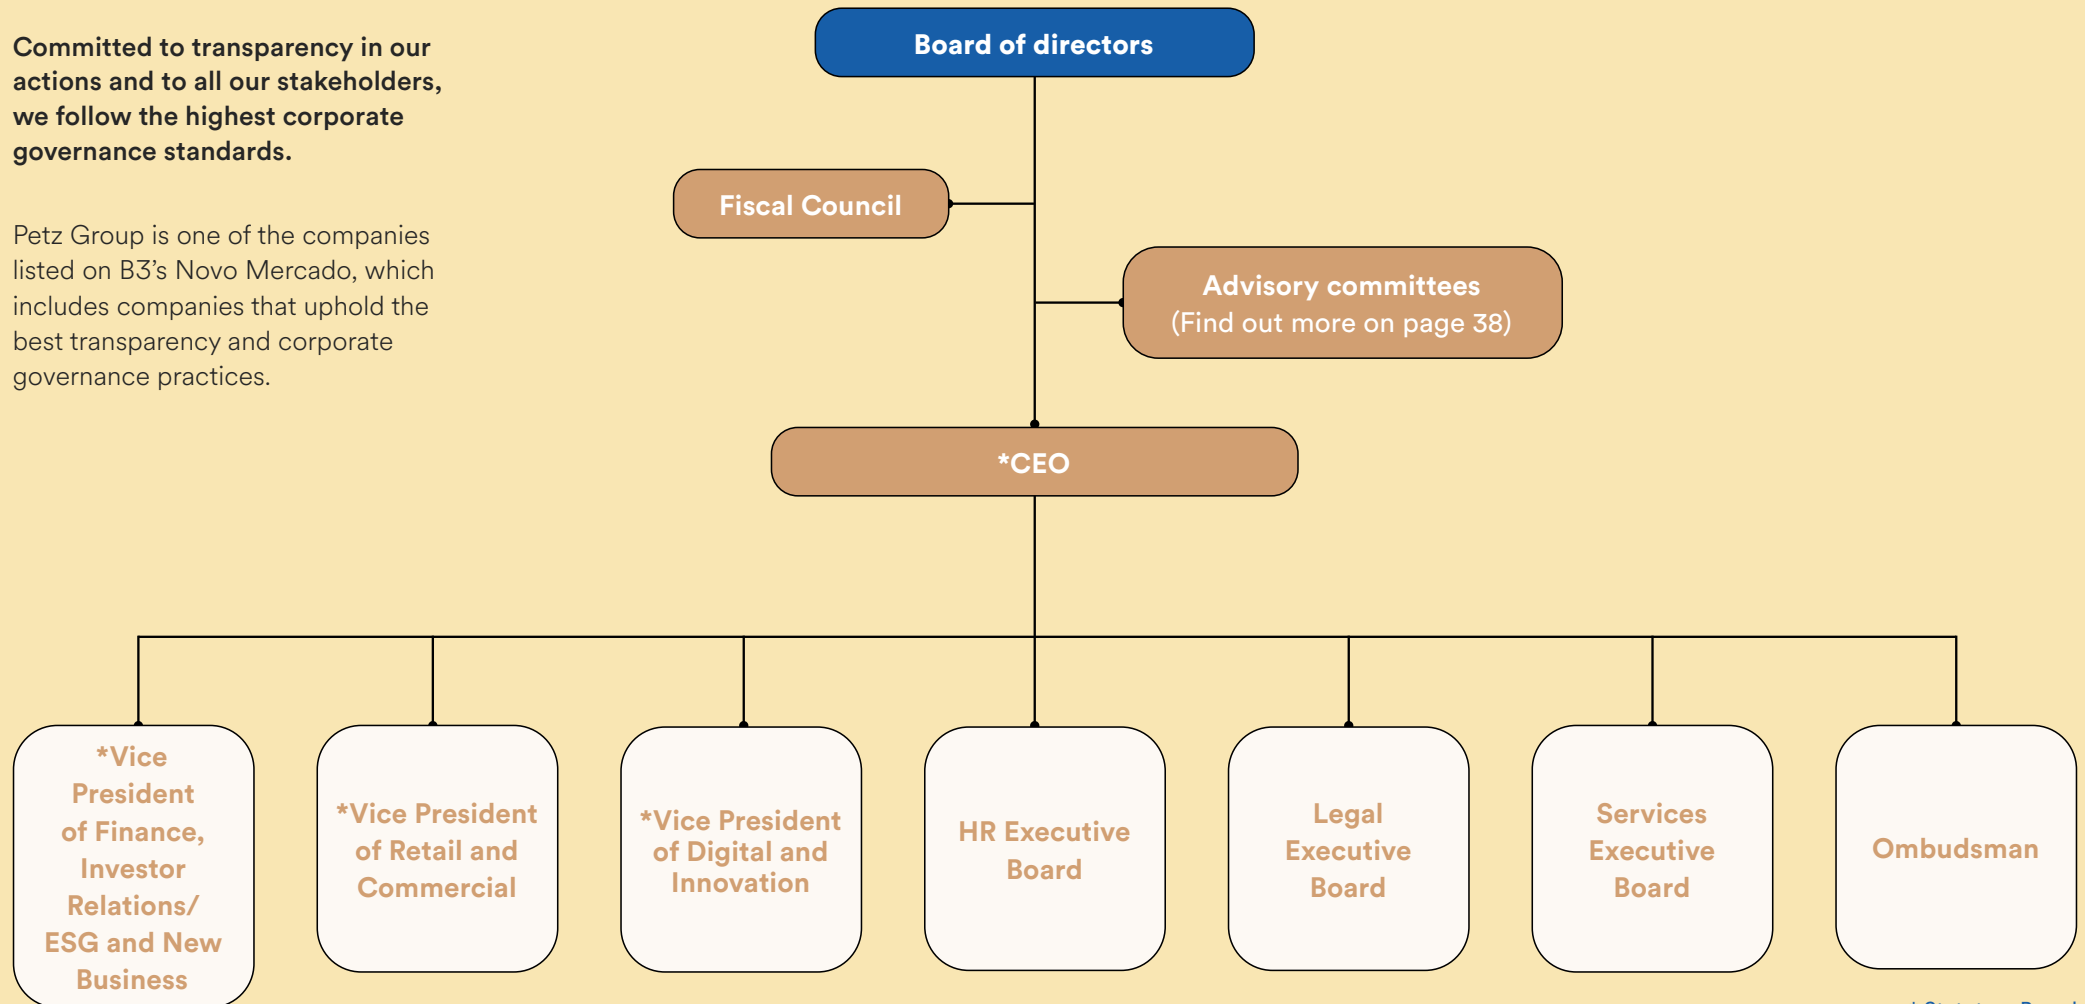 Committed to transparency in our
actions and to all our stakeholders,
we follow the highest corporate
governance standards.
Petz Group is one of the companies
listed on B3's Novo Mercado, which
includes companies that uphold the
best transparency and corporate
governance practices.
Board of directors
Fiscal Council
Advisory committees
(Find out more on page 38)
*CEO
*Vice
President
of Finance,
Investor
Relations/
ESG and New
Business
*Vice President
of Retail and
Commercial
*Vice President
of Digital and
Innovation
HR Executive
Board
Legal
Executive
Board
Services
Executive
Board
Ombudsman